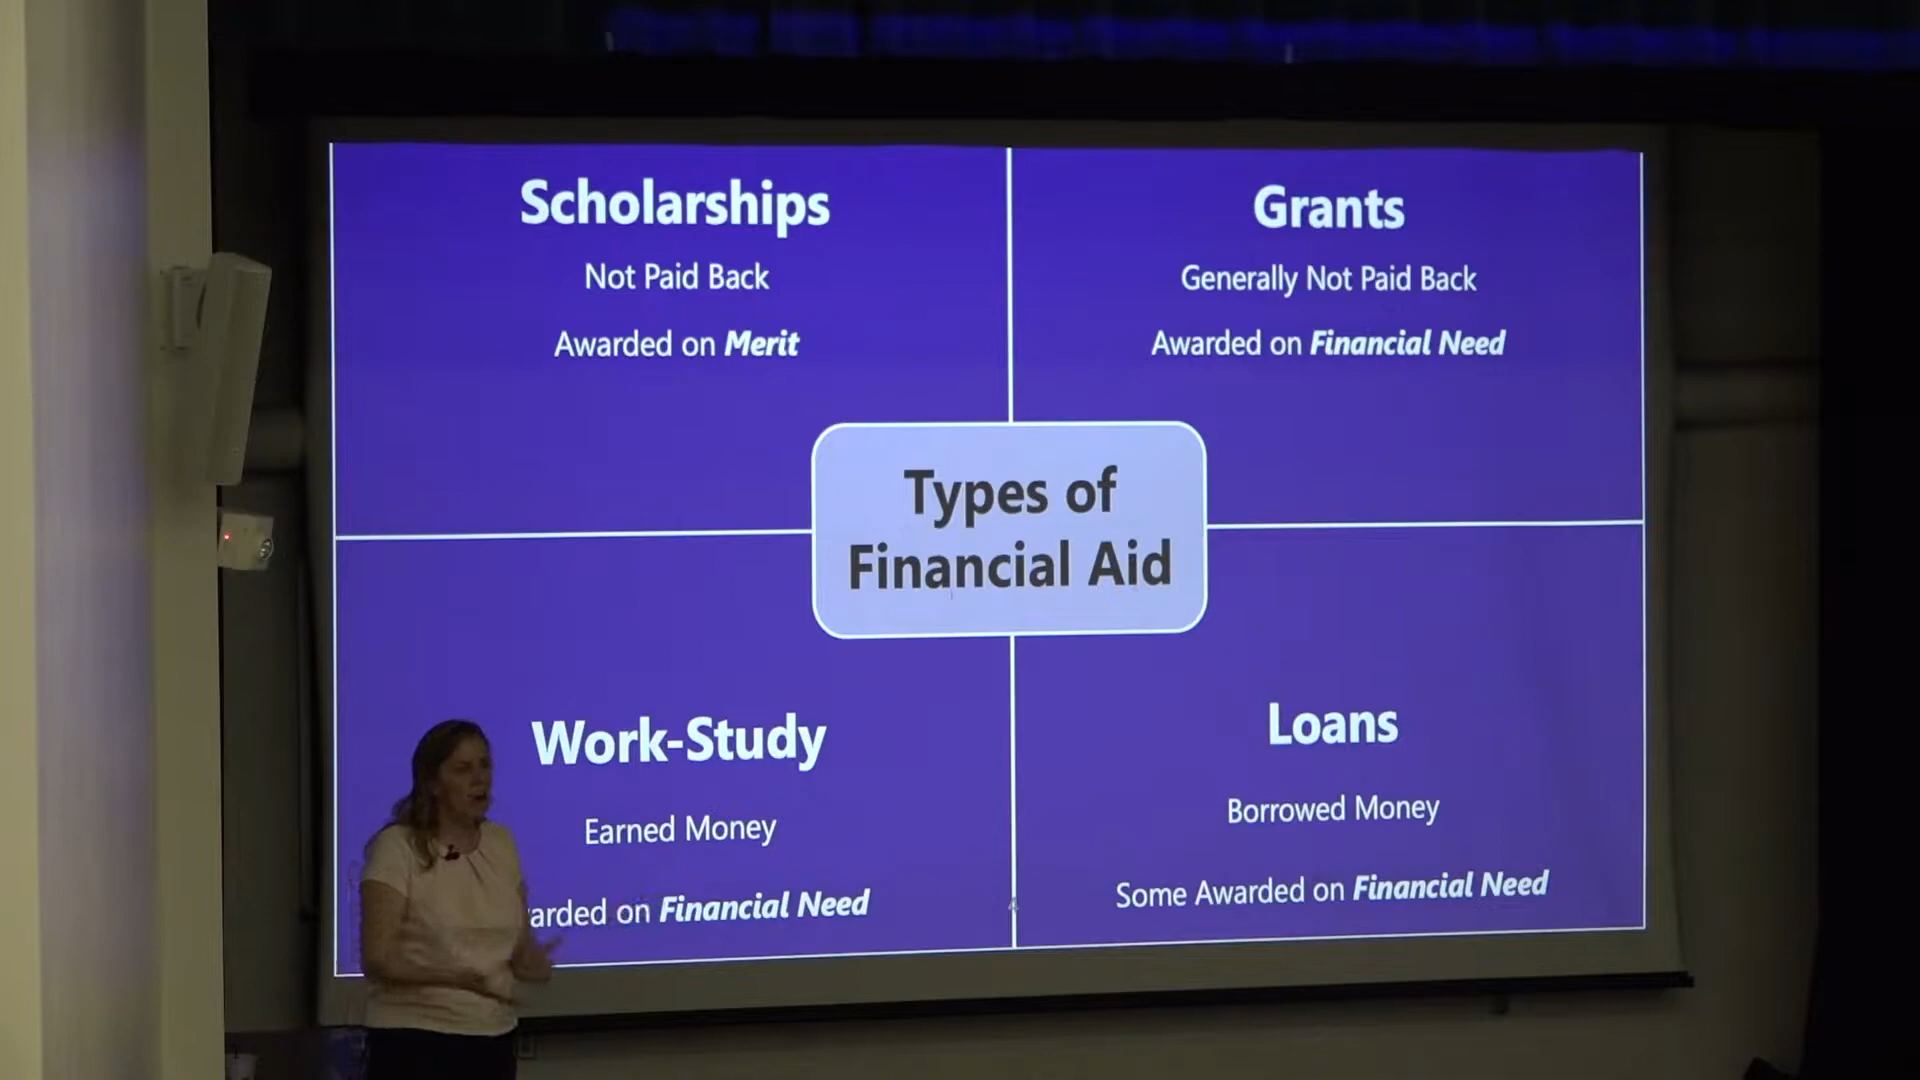 Scholarships
Not Paid Back
Awarded on Merit
Grants
Generally Not Paid Back
Awarded on Financial Need
Types of
Financial Aid
Work-Study
Earned Money
arded on Financial Need
Loans
Borrowed Money
Some Awarded on Financial Need
4